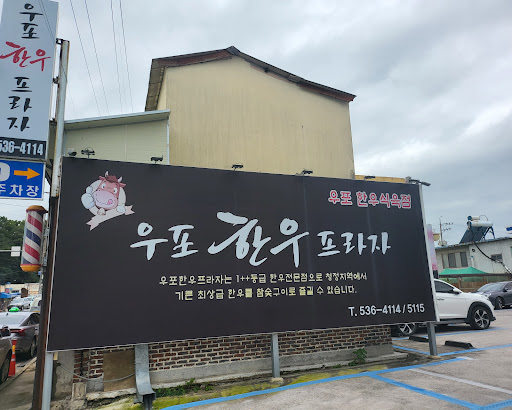 우포
한우
프라자
536-4114
주차장
우포 한우식육점
우포 한우 프라자
우포한우프라자는 1++등급 한우전문점으로 청정지역에서
기른 최상급 한우를 참숯구이로 즐길 수 있습니다.
T. 536-4114 / 5115